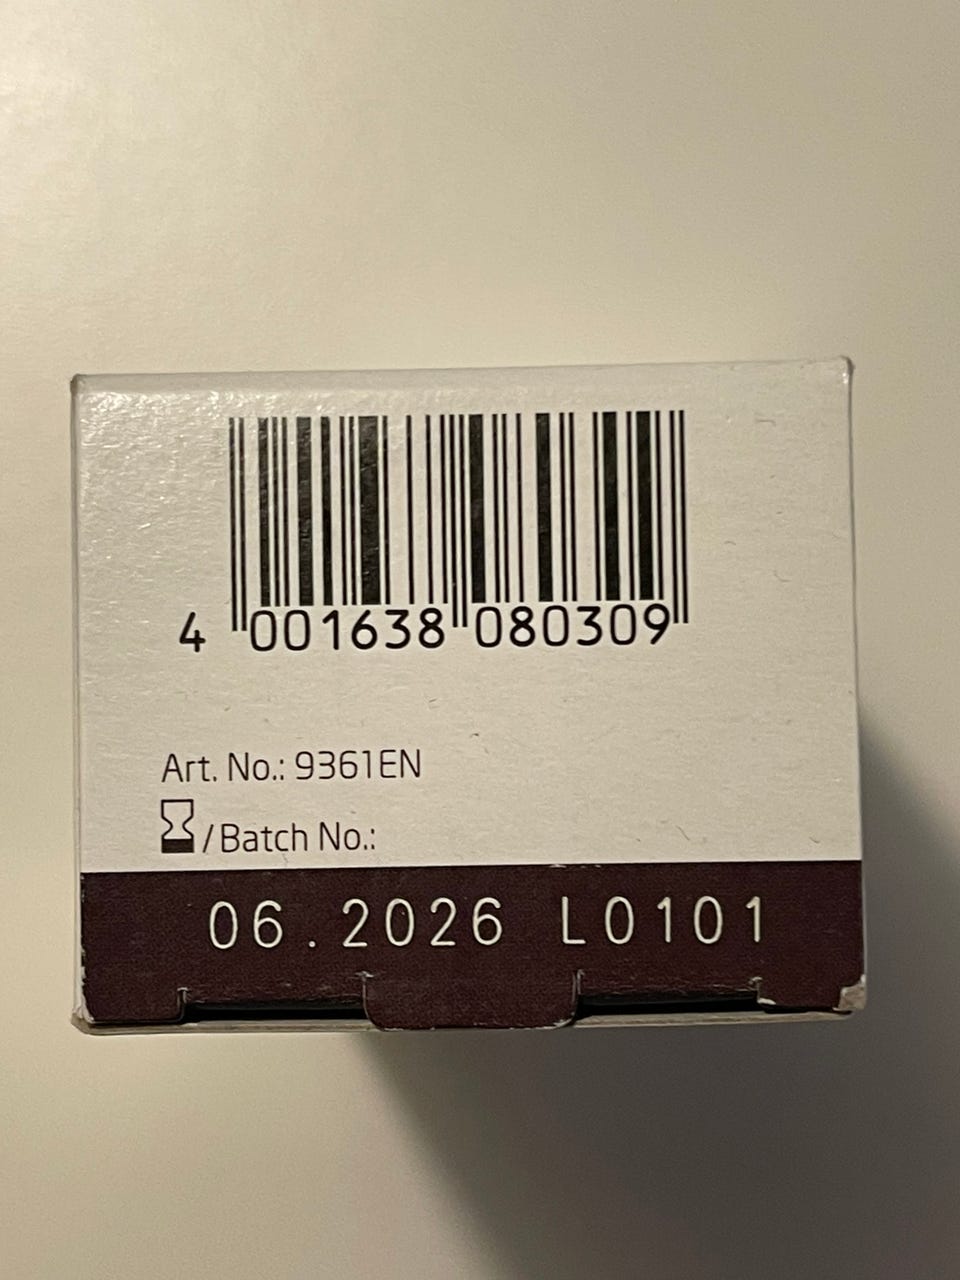 4 001638 080309
Art. No.: 9361EN
/Batch No.:
06.2026 L0101